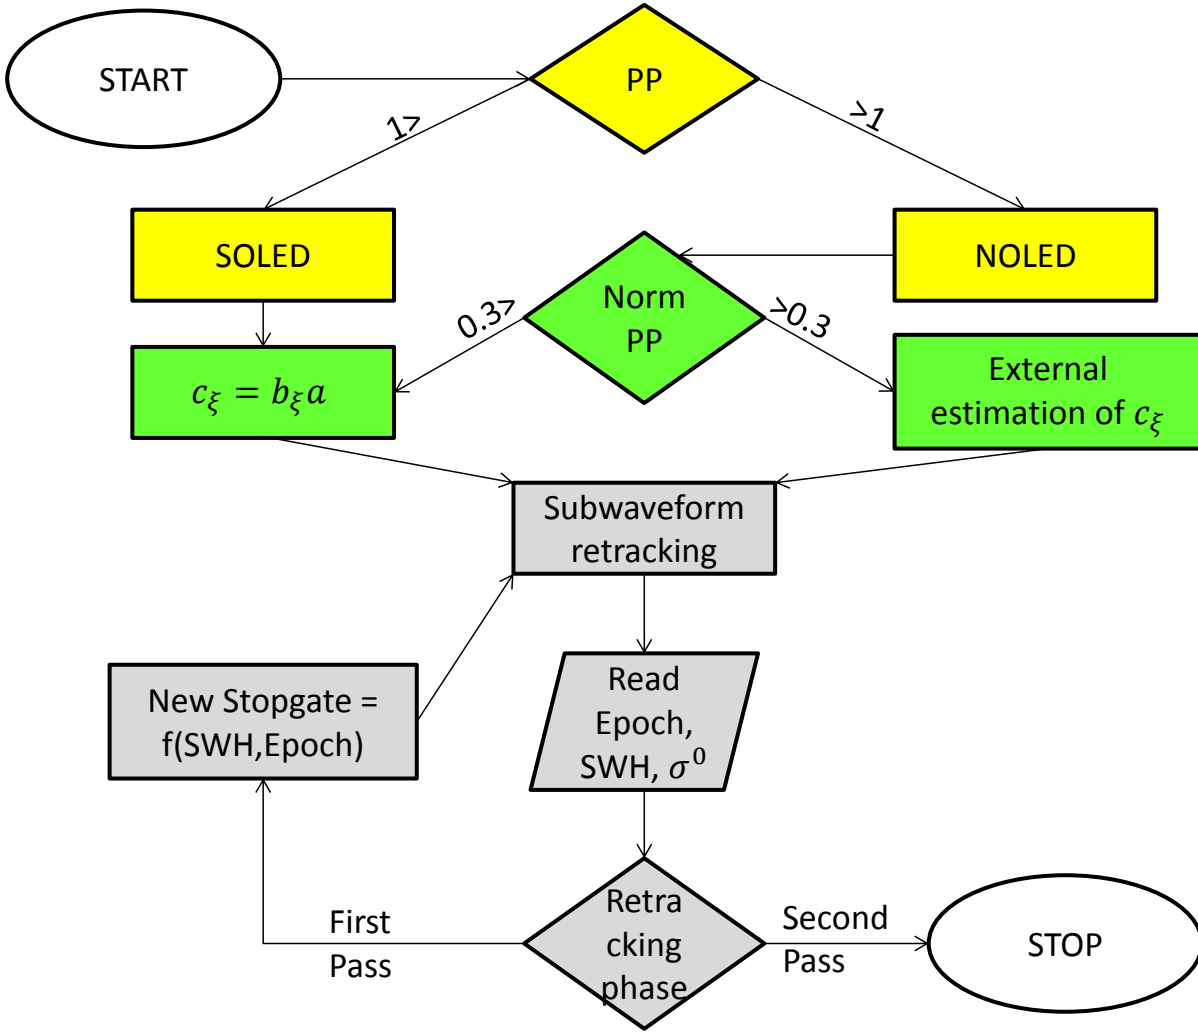 START
PP
1>
>1
SOLED
NOLED
Norm
PP
0.3>
>0.3
𝑐_𝜉 = 𝑏_𝜉𝑎
External
estimation of 𝑐_𝜉
Subwaveform
retracking
Read
Epoch,
SWH, 𝜎⁰
New Stopgate =
f(SWH,Epoch)
Retra
cking
phase
First
Pass
Second
Pass
STOP